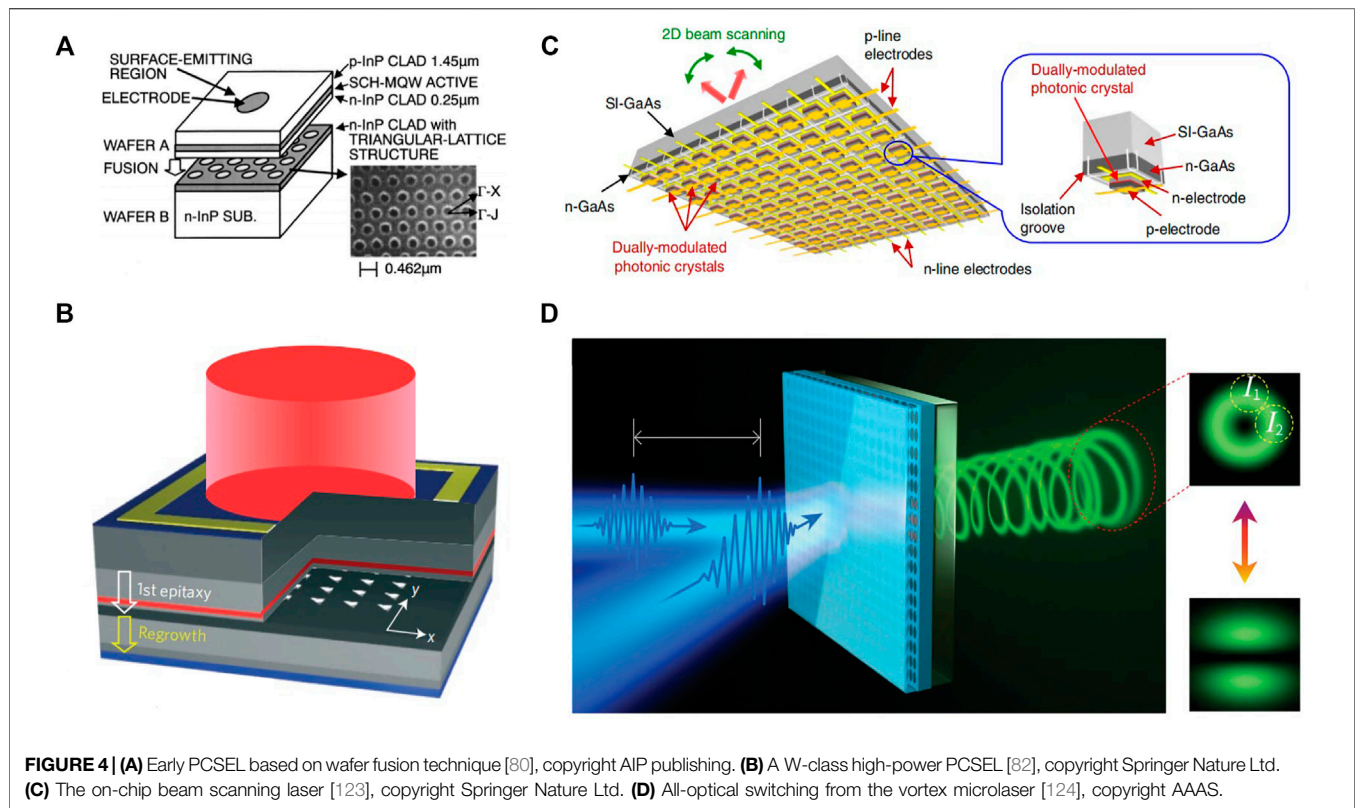 A
SURFACE-EMITTING
REGION
ELECTRODE
p-InP CLAD 1.45μm
SCH-MQW ACTIVE
n-InP CLAD 0.25μm
n-InP CLAD with
TRIANGULAR-LATTICE
STRUCTURE
WAFER A
FUSION
WAFER B
n-InP SUB.
Γ-X
Γ-J
0.462μm
B
1st epitaxy
Regrowth
y
x
C
2D beam scanning
p-line
electrodes
SI-GaAs
n-GaAs
Dually-modulated
photonic crystals
n-line electrodes
Dually-modulated
photonic crystal
SI-GaAs
n-GaAs
n-electrode
p-electrode
Isolation
groove
D
I1
I2
FIGURE 4 | (A) Early PCSEL based on wafer fusion technique [80], copyright AIP publishing. (B) A W-class high-power PCSEL [82], copyright Springer Nature Ltd.
(C) The on-chip beam scanning laser [123], copyright Springer Nature Ltd. (D) All-optical switching from the vortex microlaser [124], copyright AAAS.